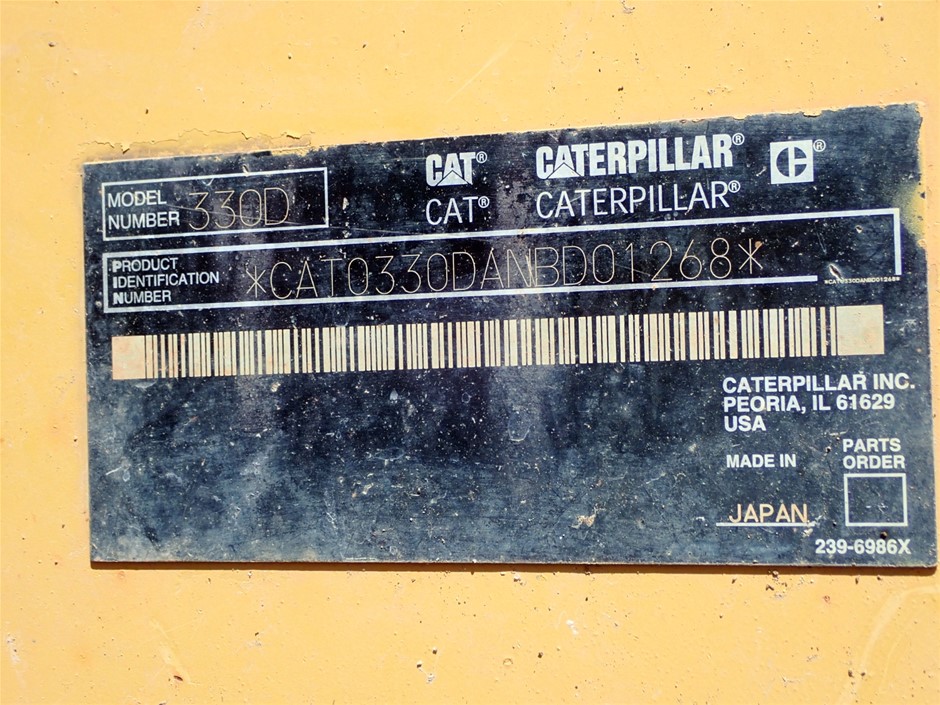 CAT® CATERPILLAR® C®
CAT® CATERPILLAR®
MODEL
NUMBER 330D
PRODUCT
IDENTIFICATION
NUMBER
*CAT0330DANBD01268*
*CAT0330DANBD01268*
CATERPILLAR INC.
PEORIA, IL 61629
USA
MADE IN
JAPAN
PARTS
ORDER
239-6986X